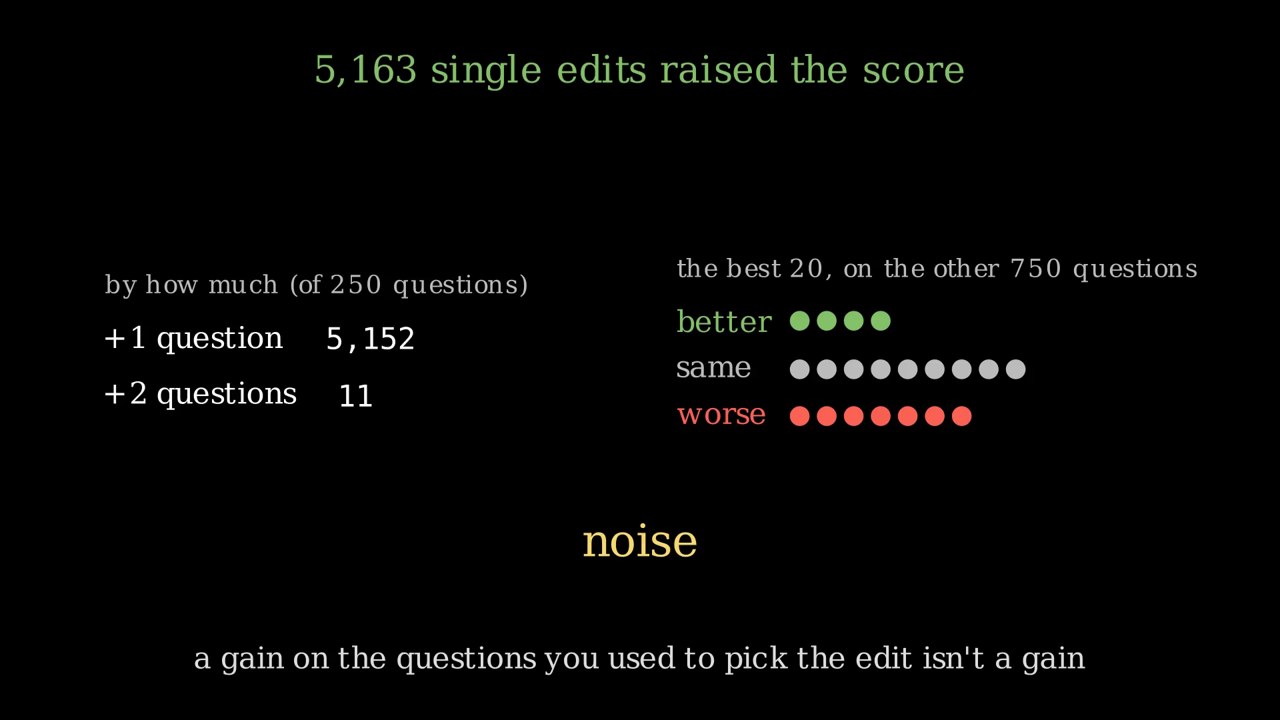 5,163 single edits raised the score
by how much (of 250 questions)
+1 question 5,152
+2 questions 11
the best 20, on the other 750 questions
better
same
worse
noise
a gain on the questions you used to pick the edit isn't a gain